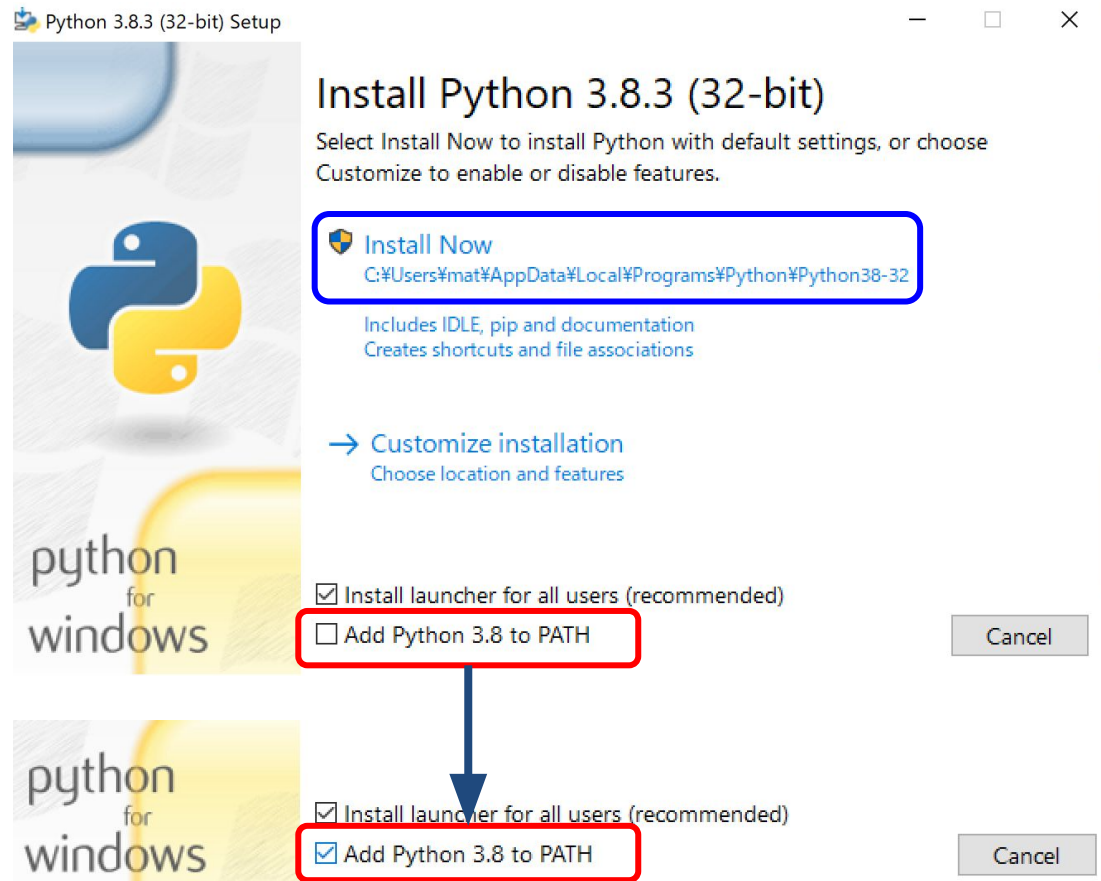 Python 3.8.3 (32-bit) Setup
Install Python 3.8.3 (32-bit)
Select Install Now to install Python with default settings, or choose
Customize to enable or disable features.
Install Now
C:¥Users¥mat¥AppData¥Local¥Programs¥Python¥Python38-32
Includes IDLE, pip and documentation
Creates shortcuts and file associations
Customize installation
Choose location and features
python
for
windows
Install launcher for all users (recommended)
Add Python 3.8 to PATH
Cancel
python
for
windows
Install launcher for all users (recommended)
Add Python 3.8 to PATH
Cancel